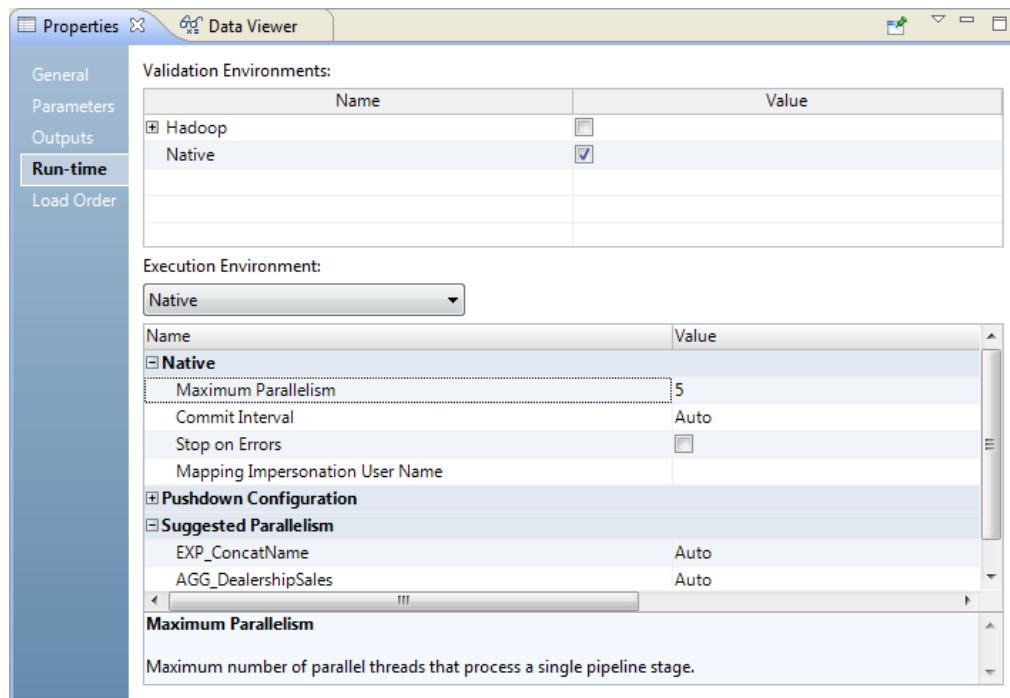 Properties Data Viewer
General
Parameters
Outputs
Run-time
Load Order
Validation Environments:
Name Value
Hadoop
Native
Execution Environment:
Native
Name Value
Native
Maximum Parallelism 5
Commit Interval Auto
Stop on Errors
Mapping Impersonation User Name
Pushdown Configuration
Suggested Parallelism
EXP_ConcatName Auto
AGG_DealershipSales Auto
Maximum Parallelism
Maximum number of parallel threads that process a single pipeline stage.